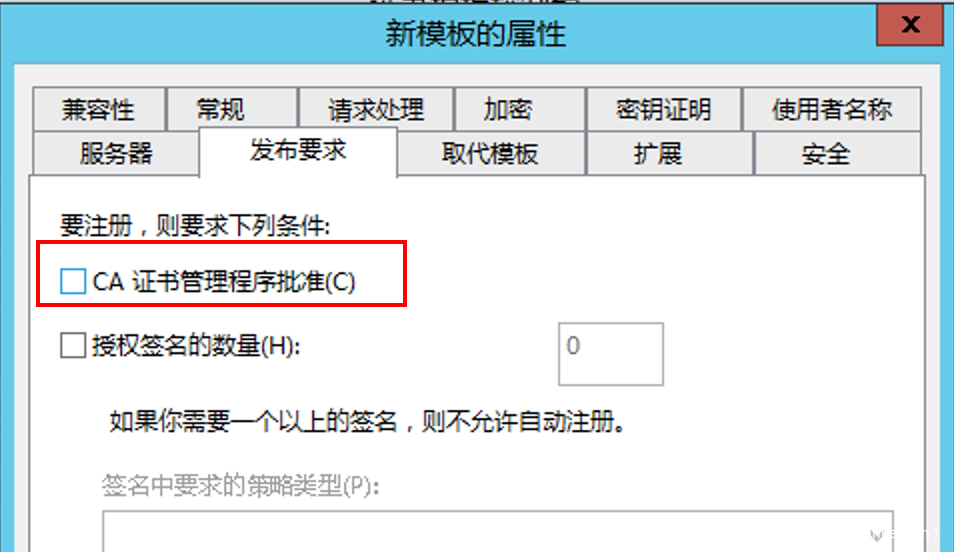 新模板的属性
x
兼容性 常规 请求处理 加密 密钥证明 使用者名称
服务器 发布要求 取代模板 扩展 安全
要注册，则要求下列条件:
CA 证书管理程序批准(C)
授权签名的数量(H): 0
如果你需要一个以上的签名，则不允许自动注册。
签名中要求的策略类型(P):